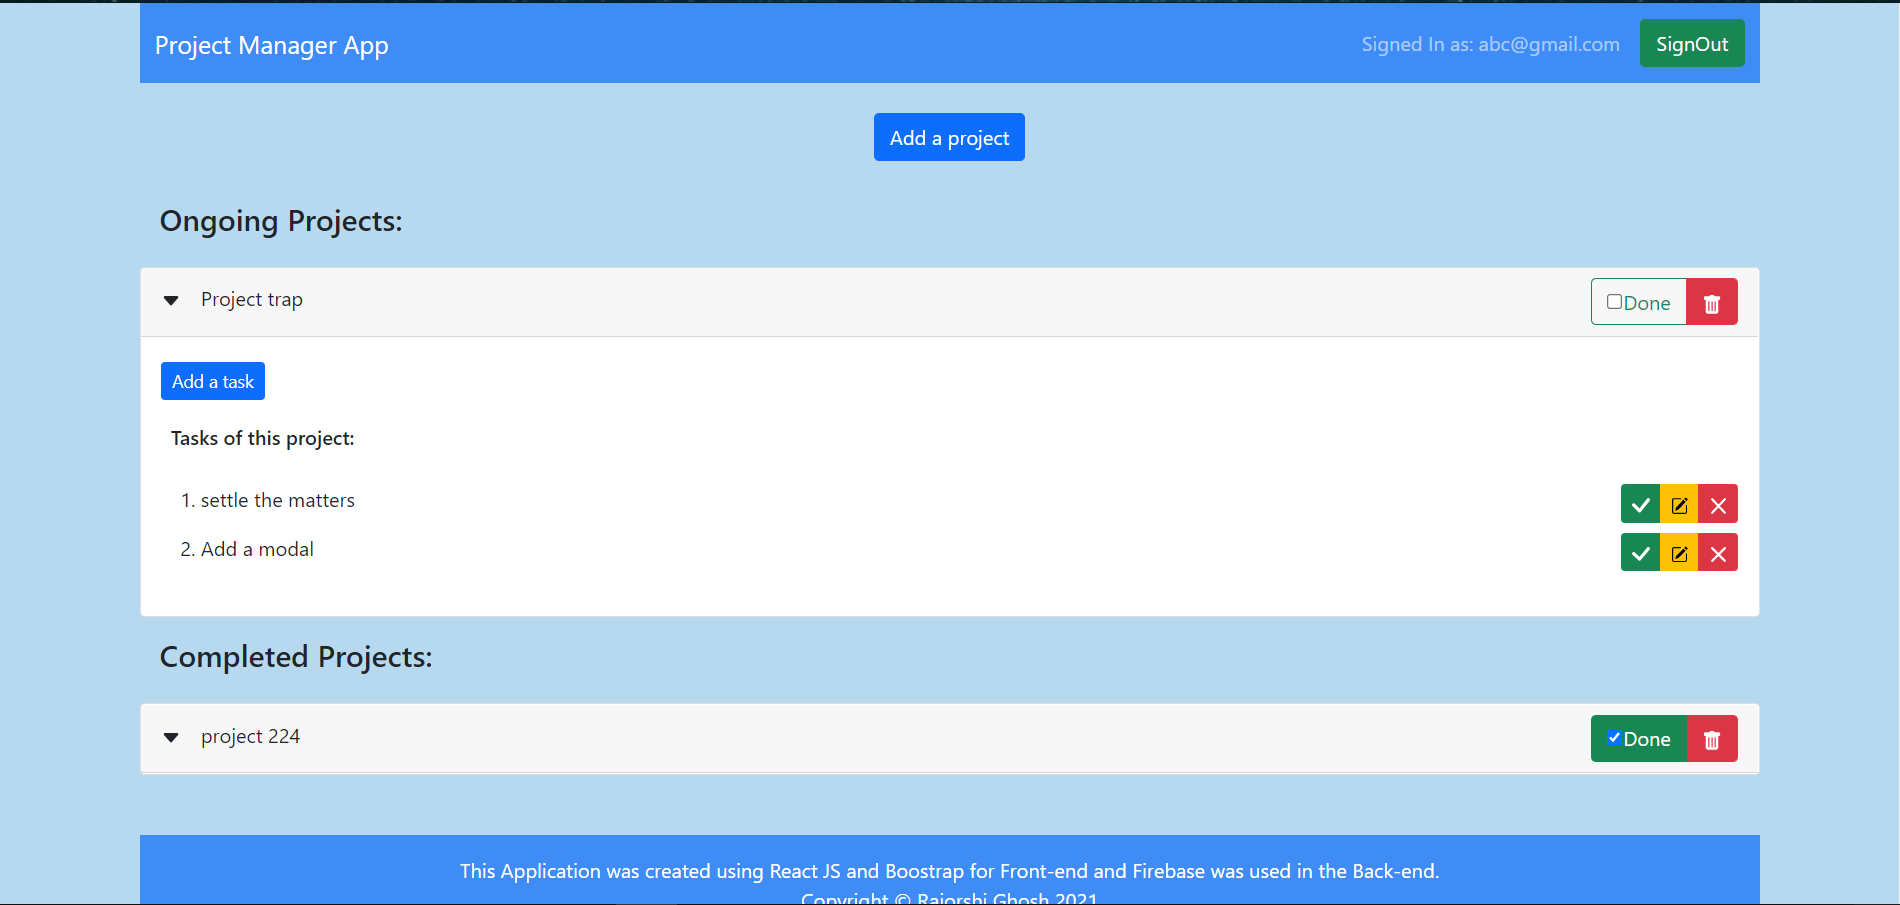 Project Manager App
Signed In as: abc@gmail.com
SignOut
Add a project
Ongoing Projects:
Project trap
Done
Add a task
Tasks of this project:
1. settle the matters
2. Add a modal
Completed Projects:
project 224
Done
This Application was created using React JS and Boostrap for Front-end and Firebase was used in the Back-end.
Copyright © Rajorshi Ghosh 2021